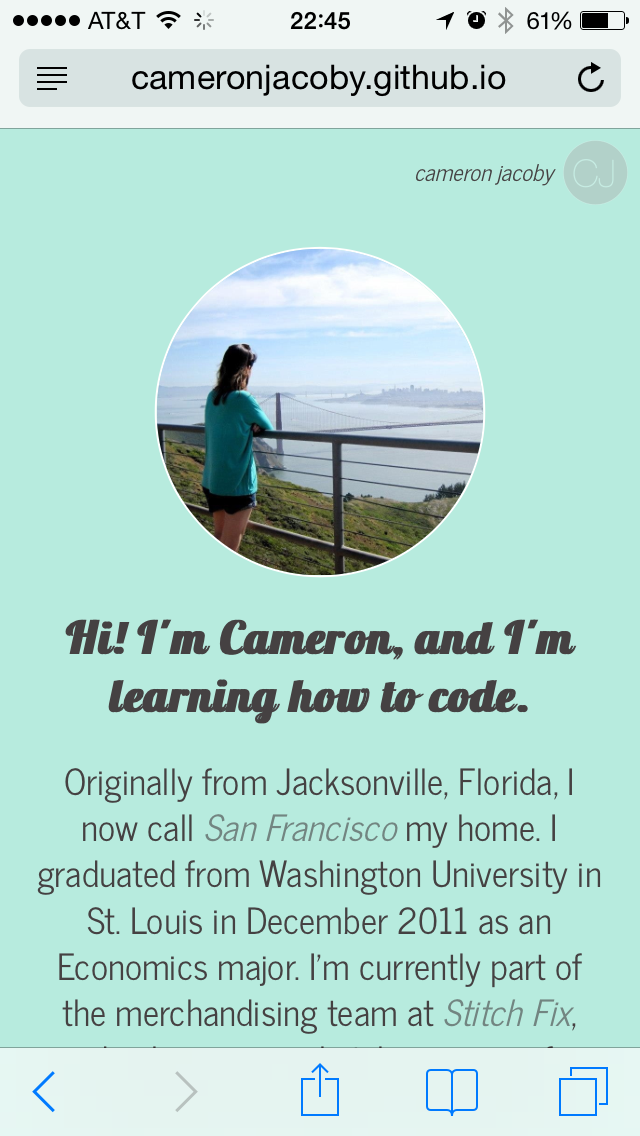 AT&T 22:45 61%
cameronjacoby.github.io
cameron jacoby CJ
Hi! I'm Cameron, and I'm
learning how to code.
Originally from Jacksonville, Florida, I
now call San Francisco my home. I
graduated from Washington University in
St. Louis in December 2011 as an
Economics major. I'm currently part of
the merchandising team at Stitch Fix,